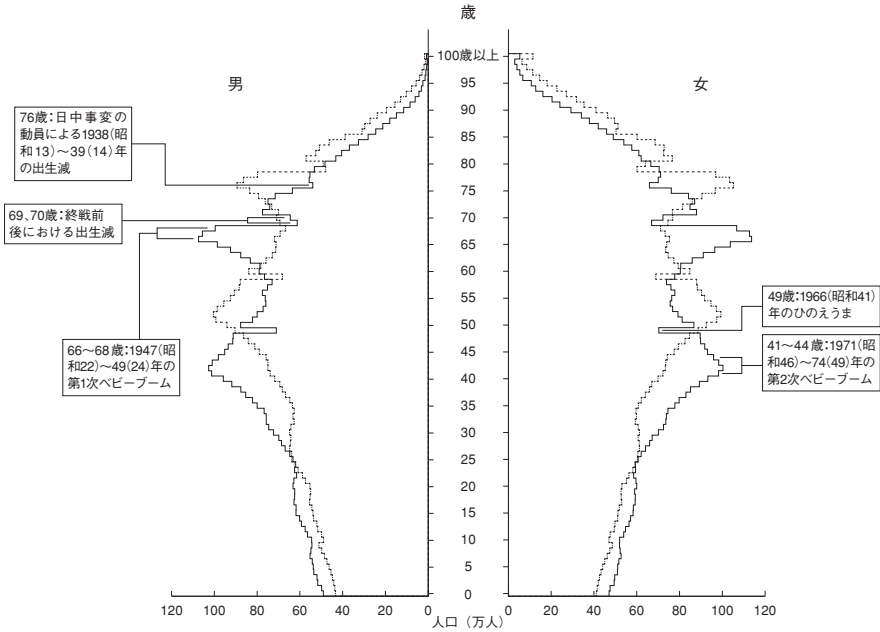 歳
男
女
100歳以上
95
90
85
80
75
70
65
60
55
50
45
40
35
30
25
20
15
10
5
0
76歳：日中事変の
動員による1938(昭
和13)～39(14)年
の出生減
69、70歳：終戦前
後における出生減
66～68歳：1947(昭
和22)～49(24)年の
第1次ベビーブーム
49歳：1966(昭和41)
年のひのえうま
41～44歳：1971(昭
和46)～74(49)年の
第2次ベビーブーム
120 100 80 60 40 20 0
0 20 40 60 80 100 120
人口（万人）